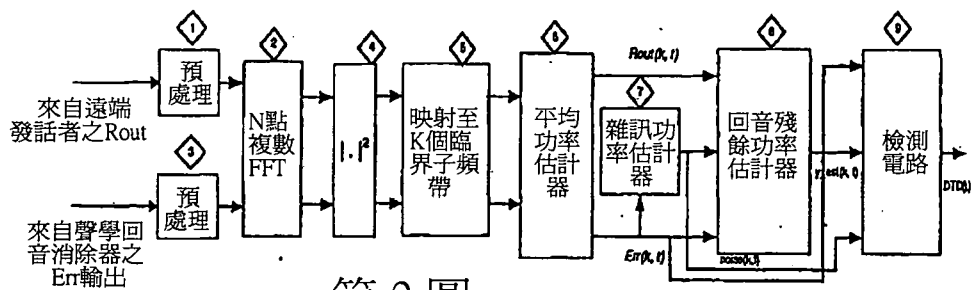 1
預
處理
來自遠端
發話者之Rout
3
預
處理
來自聲學回
音消除器之
Err輸出
2
N點
複數
FFT
4
|.|²
5
映射至
K個臨
界子頻
帶
6
平均
功率
估計
器
Rout(k, t)
7
雜訊功
率估計
器
Err(k, t)
8
回音殘
餘功率
估計器
9
檢測
電路
DTD(t)
第 2 圖